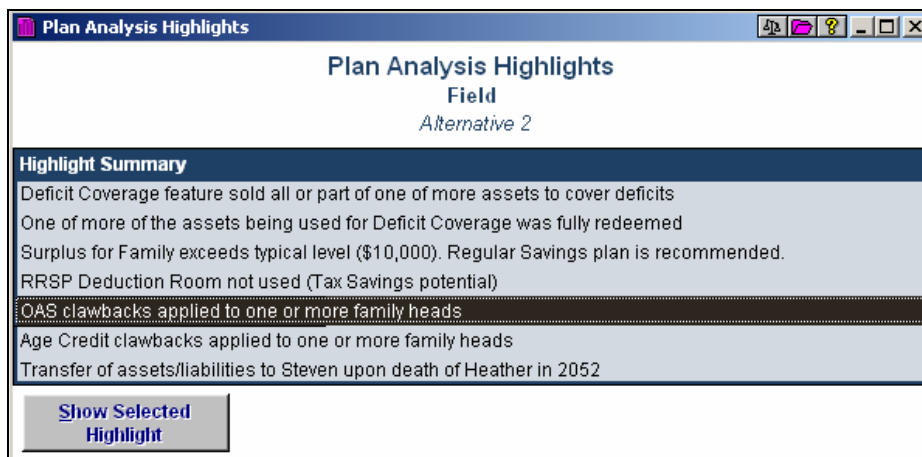 Plan Analysis Highlights
Plan Analysis Highlights
Field
Alternative 2
Highlight Summary
Deficit Coverage feature sold all or part of one of more assets to cover deficits
One of more of the assets being used for Deficit Coverage was fully redeemed
Surplus for Family exceeds typical level ($10,000). Regular Savings plan is recommended.
RRSP Deduction Room not used (Tax Savings potential)
OAS clawbacks applied to one or more family heads
Age Credit clawbacks applied to one or more family heads
Transfer of assets/liabilities to Steven upon death of Heather in 2052
Show Selected
Highlight